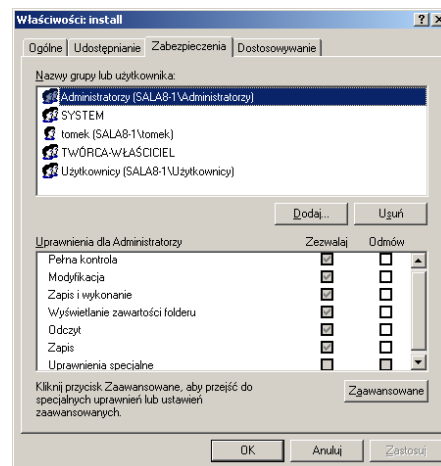 Właściwości: install
Ogólne Udostępnianie Zabezpieczenia Dostosowywanie
Nazwy grupy lub użytkownika:
Administratorzy (SALA8-1\Administratorzy)
SYSTEM
tomek (SALA8-1\tomek)
TWÓRCA-WŁAŚCICIEL
Użytkownicy (SALA8-1\Użytkownicy)
Dodaj... Usuń
Uprawnienia dla Administratorzy Zezwalaj Odmów
Pełna kontrola
Modyfikacja
Zapis i wykonanie
Wyświetlanie zawartości folderu
Odczyt
Zapis
Uprawnienia specjalne
Kliknij przycisk Zaawansowane, aby przejść do
specjalnych uprawnień lub ustawień
zaawansowanych.
Zaawansowane
OK Anuluj Zastosuj